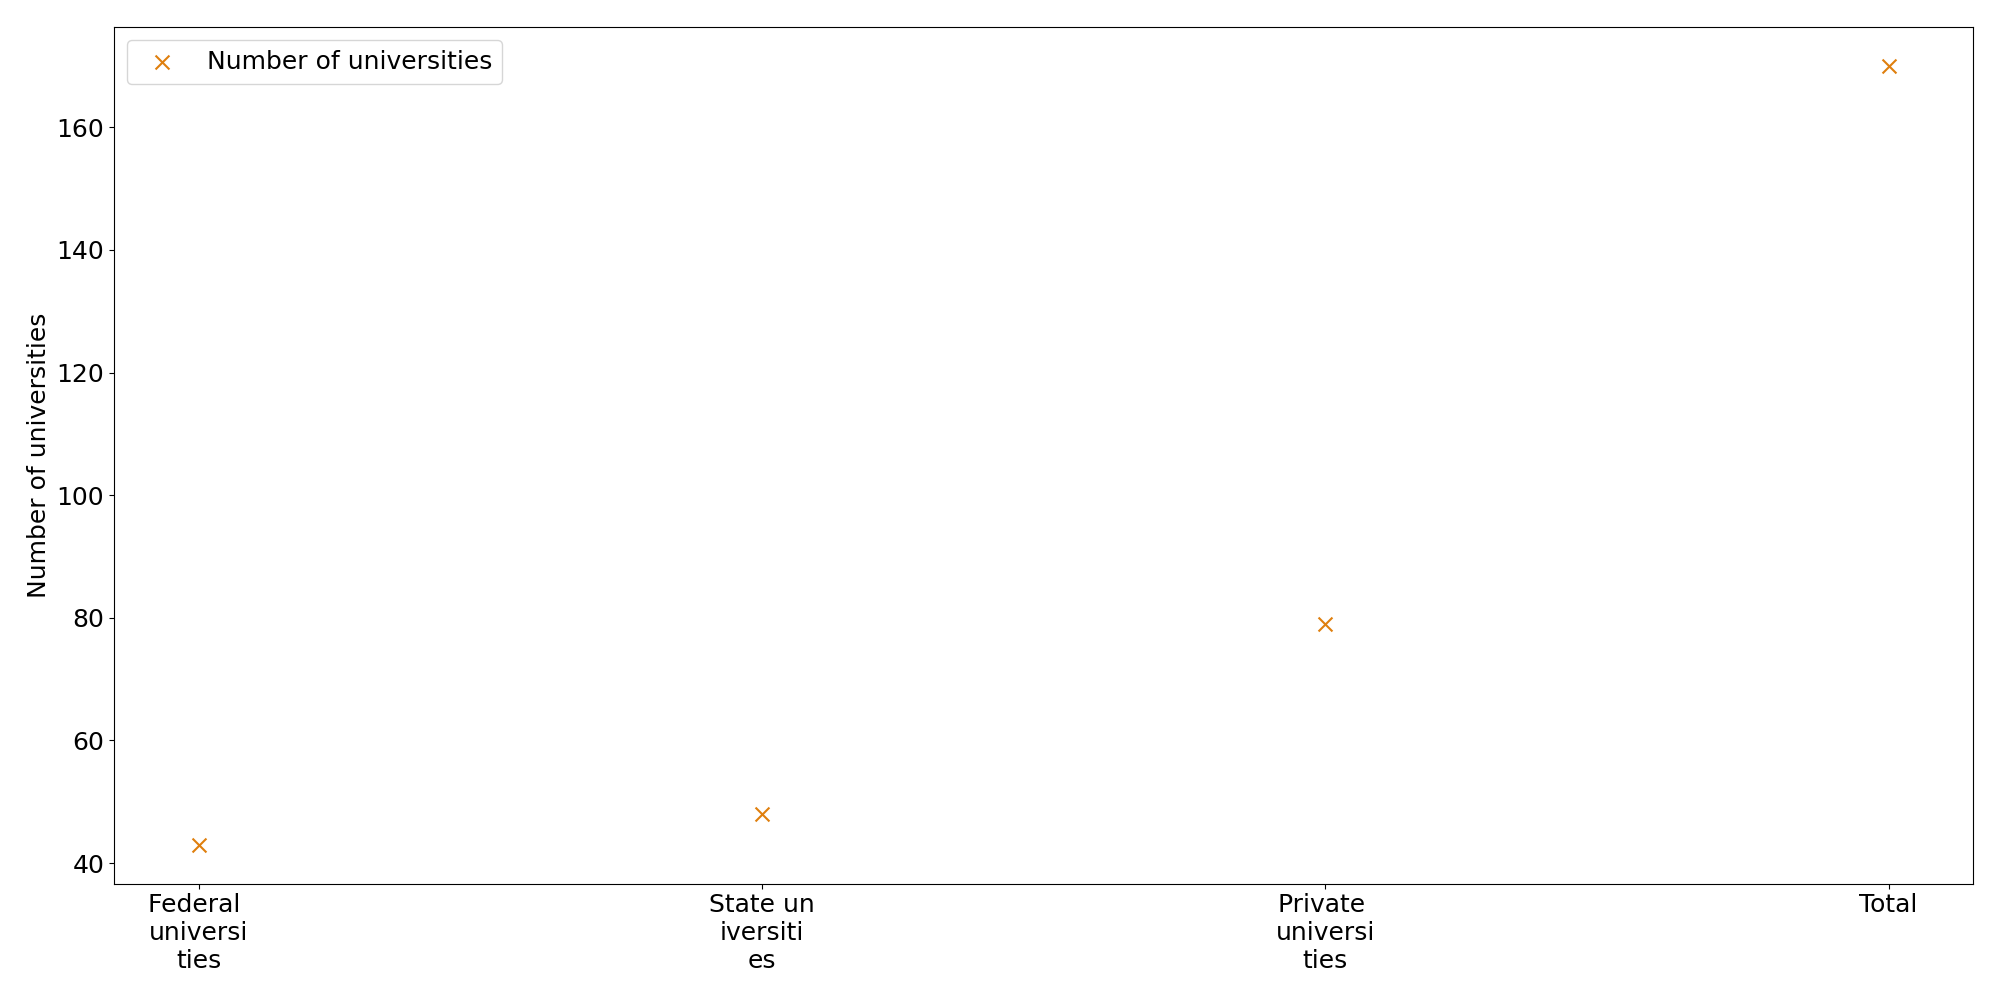 Number of universities
160
140
120
100
80
60
40
Number of universities
Federal
universi
ties
State un
iversiti
es
Private
universi
ties
Total